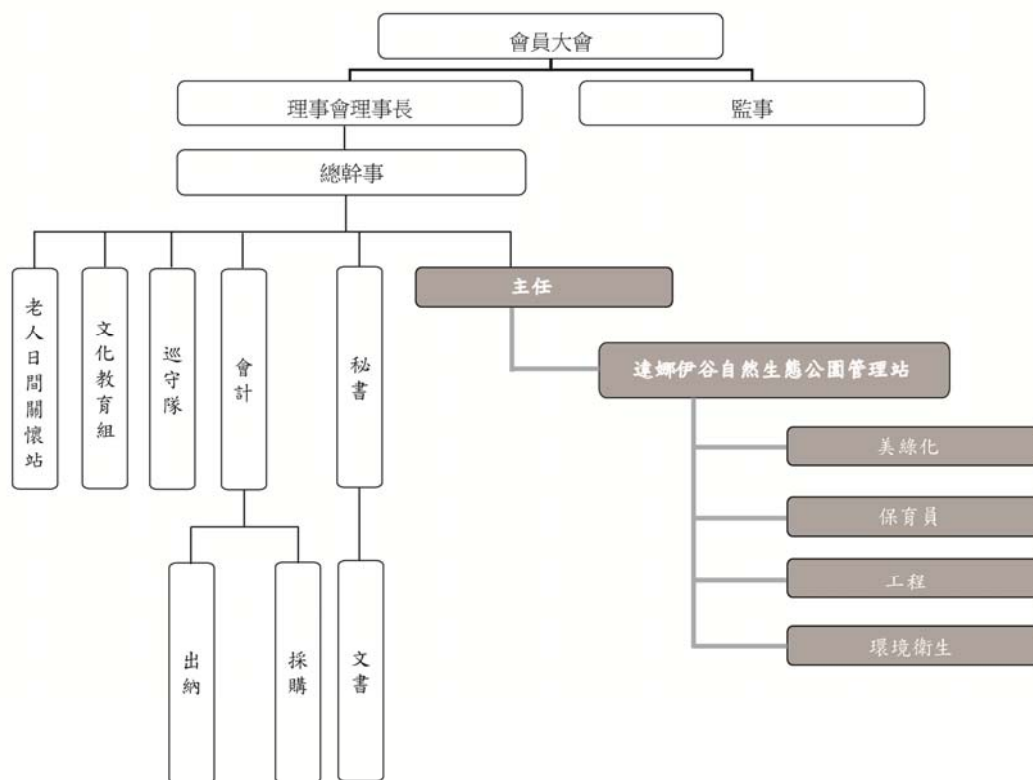 會員大會
理事會理事長
監事
總幹事
老人日間關懷站
文化教育組
巡守隊
會計
秘書
主任
達娜伊谷自然生態公園管理站
美綠化
保育員
工程
環境衛生
出納
採購
文書